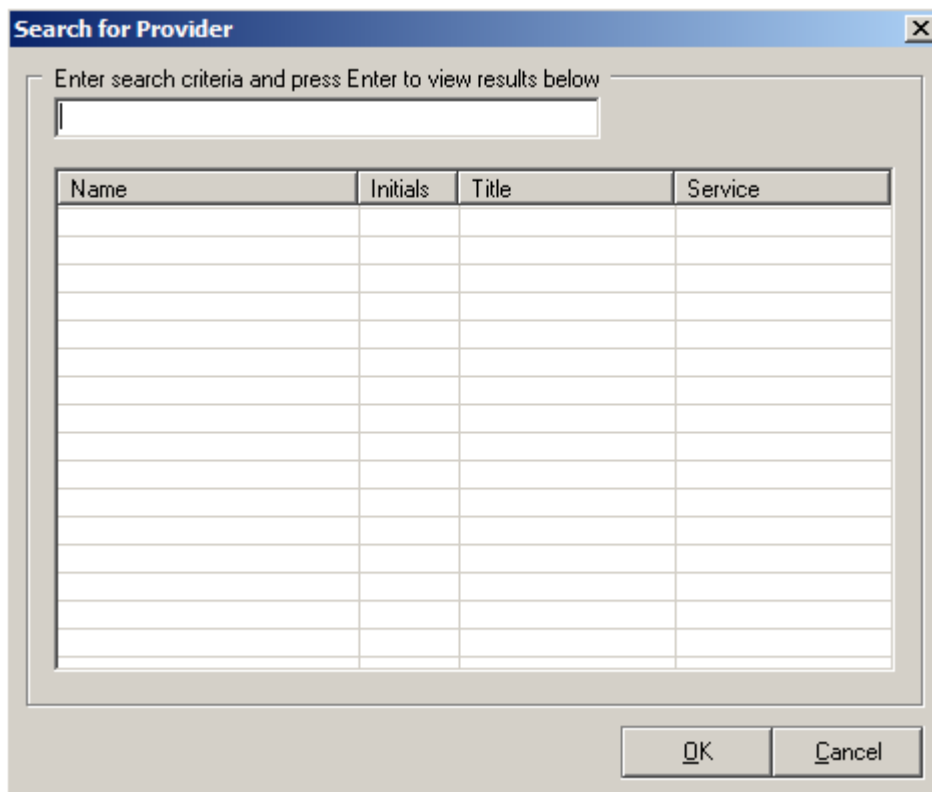 Search for Provider
Enter search criteria and press Enter to view results below
Name Initials Title Service
OK Cancel